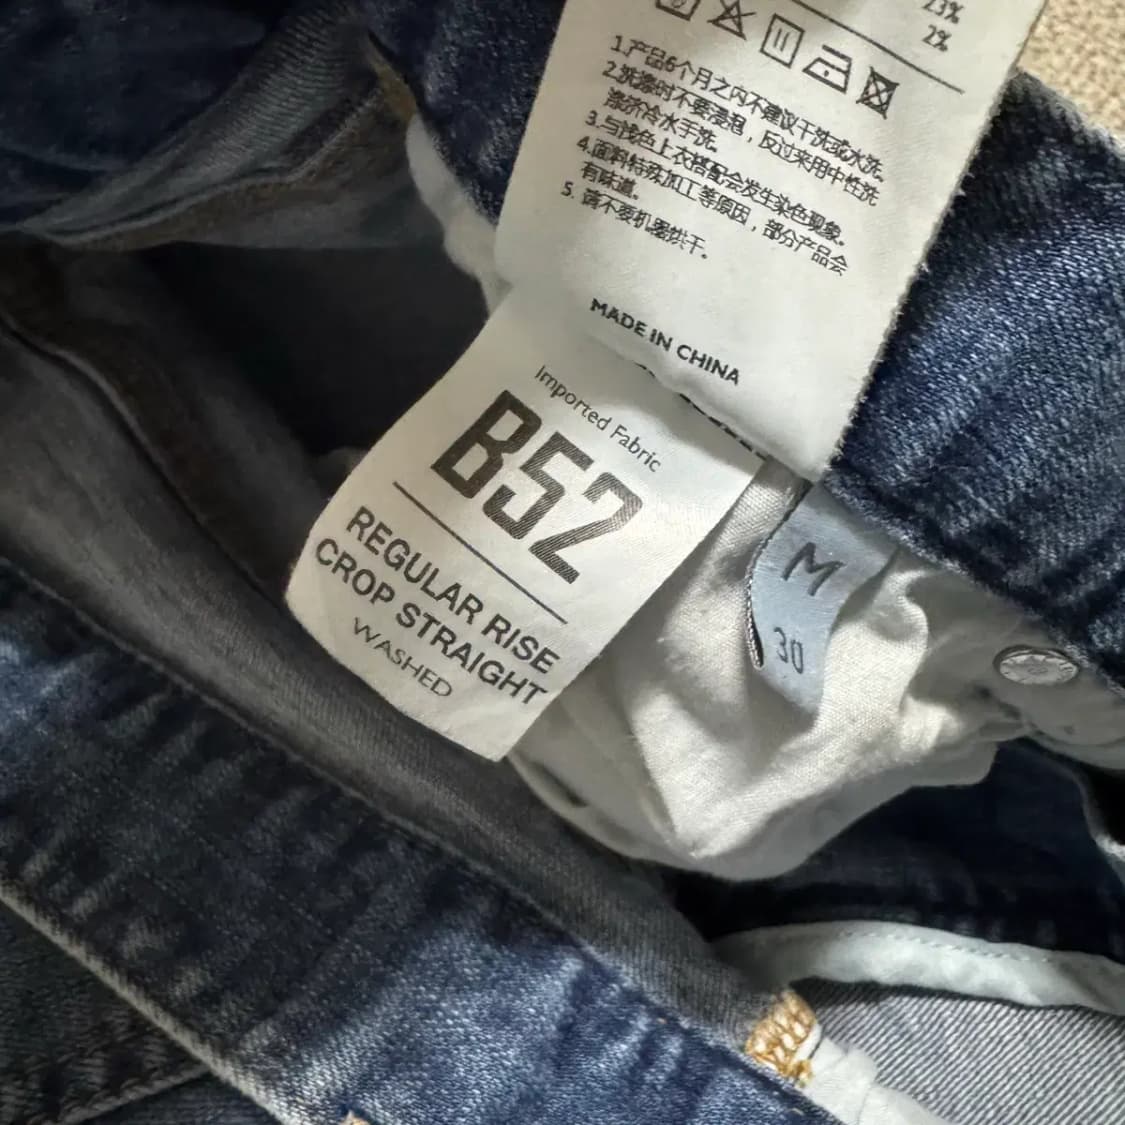 23%
2%
1.产品6个月之内不建议干洗或水洗.
2.洗涤时不要浸泡，反过来用中性洗
涤济冷水手洗.
3.与浅色上衣搭配会发生染色现象.
4.面料特殊加工等原因，部分产品会
有味道。
5. 请不要机器烘干。
MADE IN CHINA
Imported Fabric
B52
REGULAR RISE
CROP STRAIGHT
WASHED
M
30